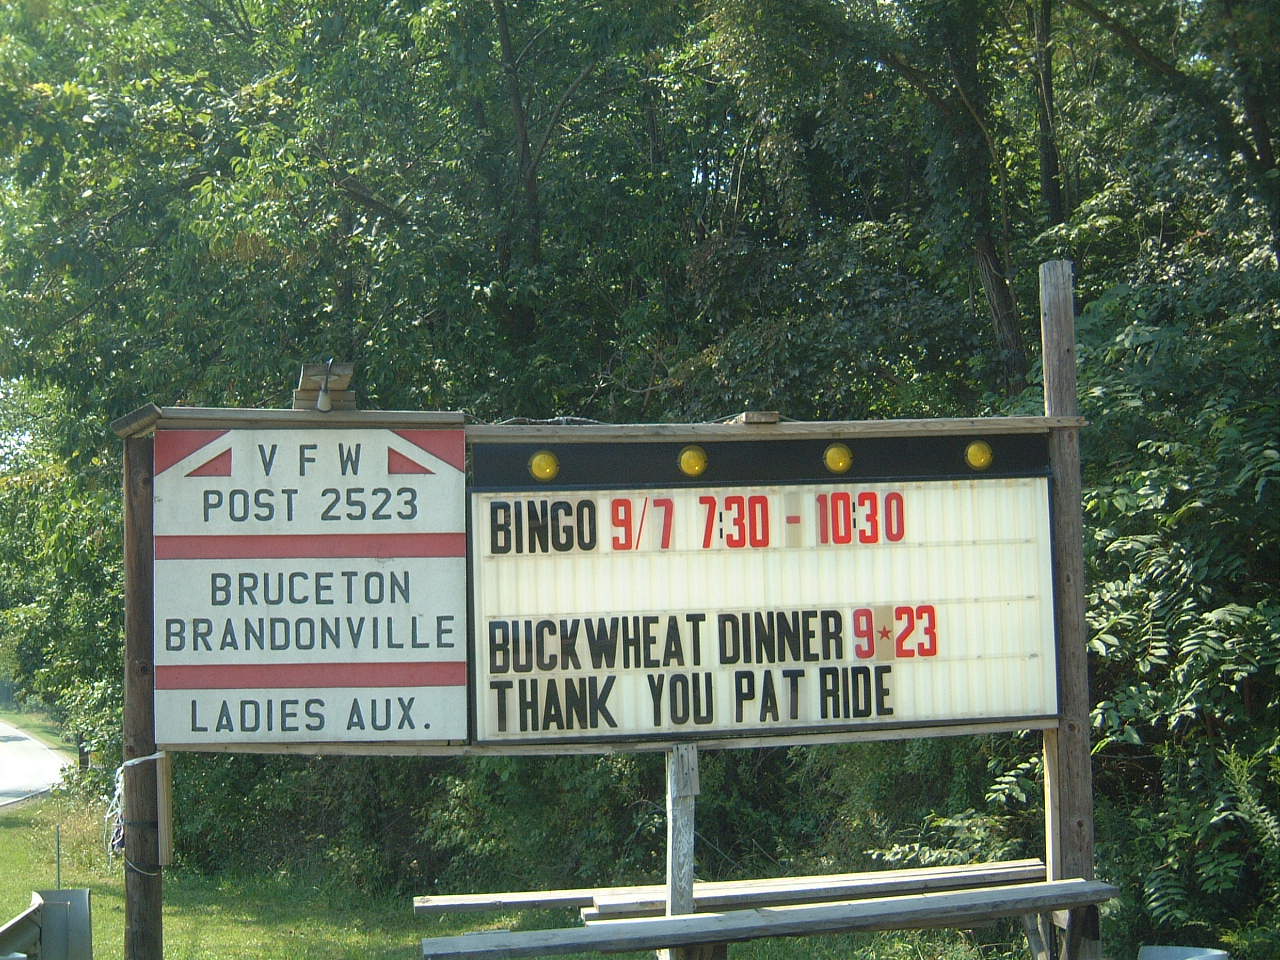 V F W
POST 2523
BRUCETON
BRANDONVILLE
LADIES AUX.
BINGO 9/7 7:30 - 10:30
BUCKWHEAT DINNER 9★23
THANK YOU PAT RIDE